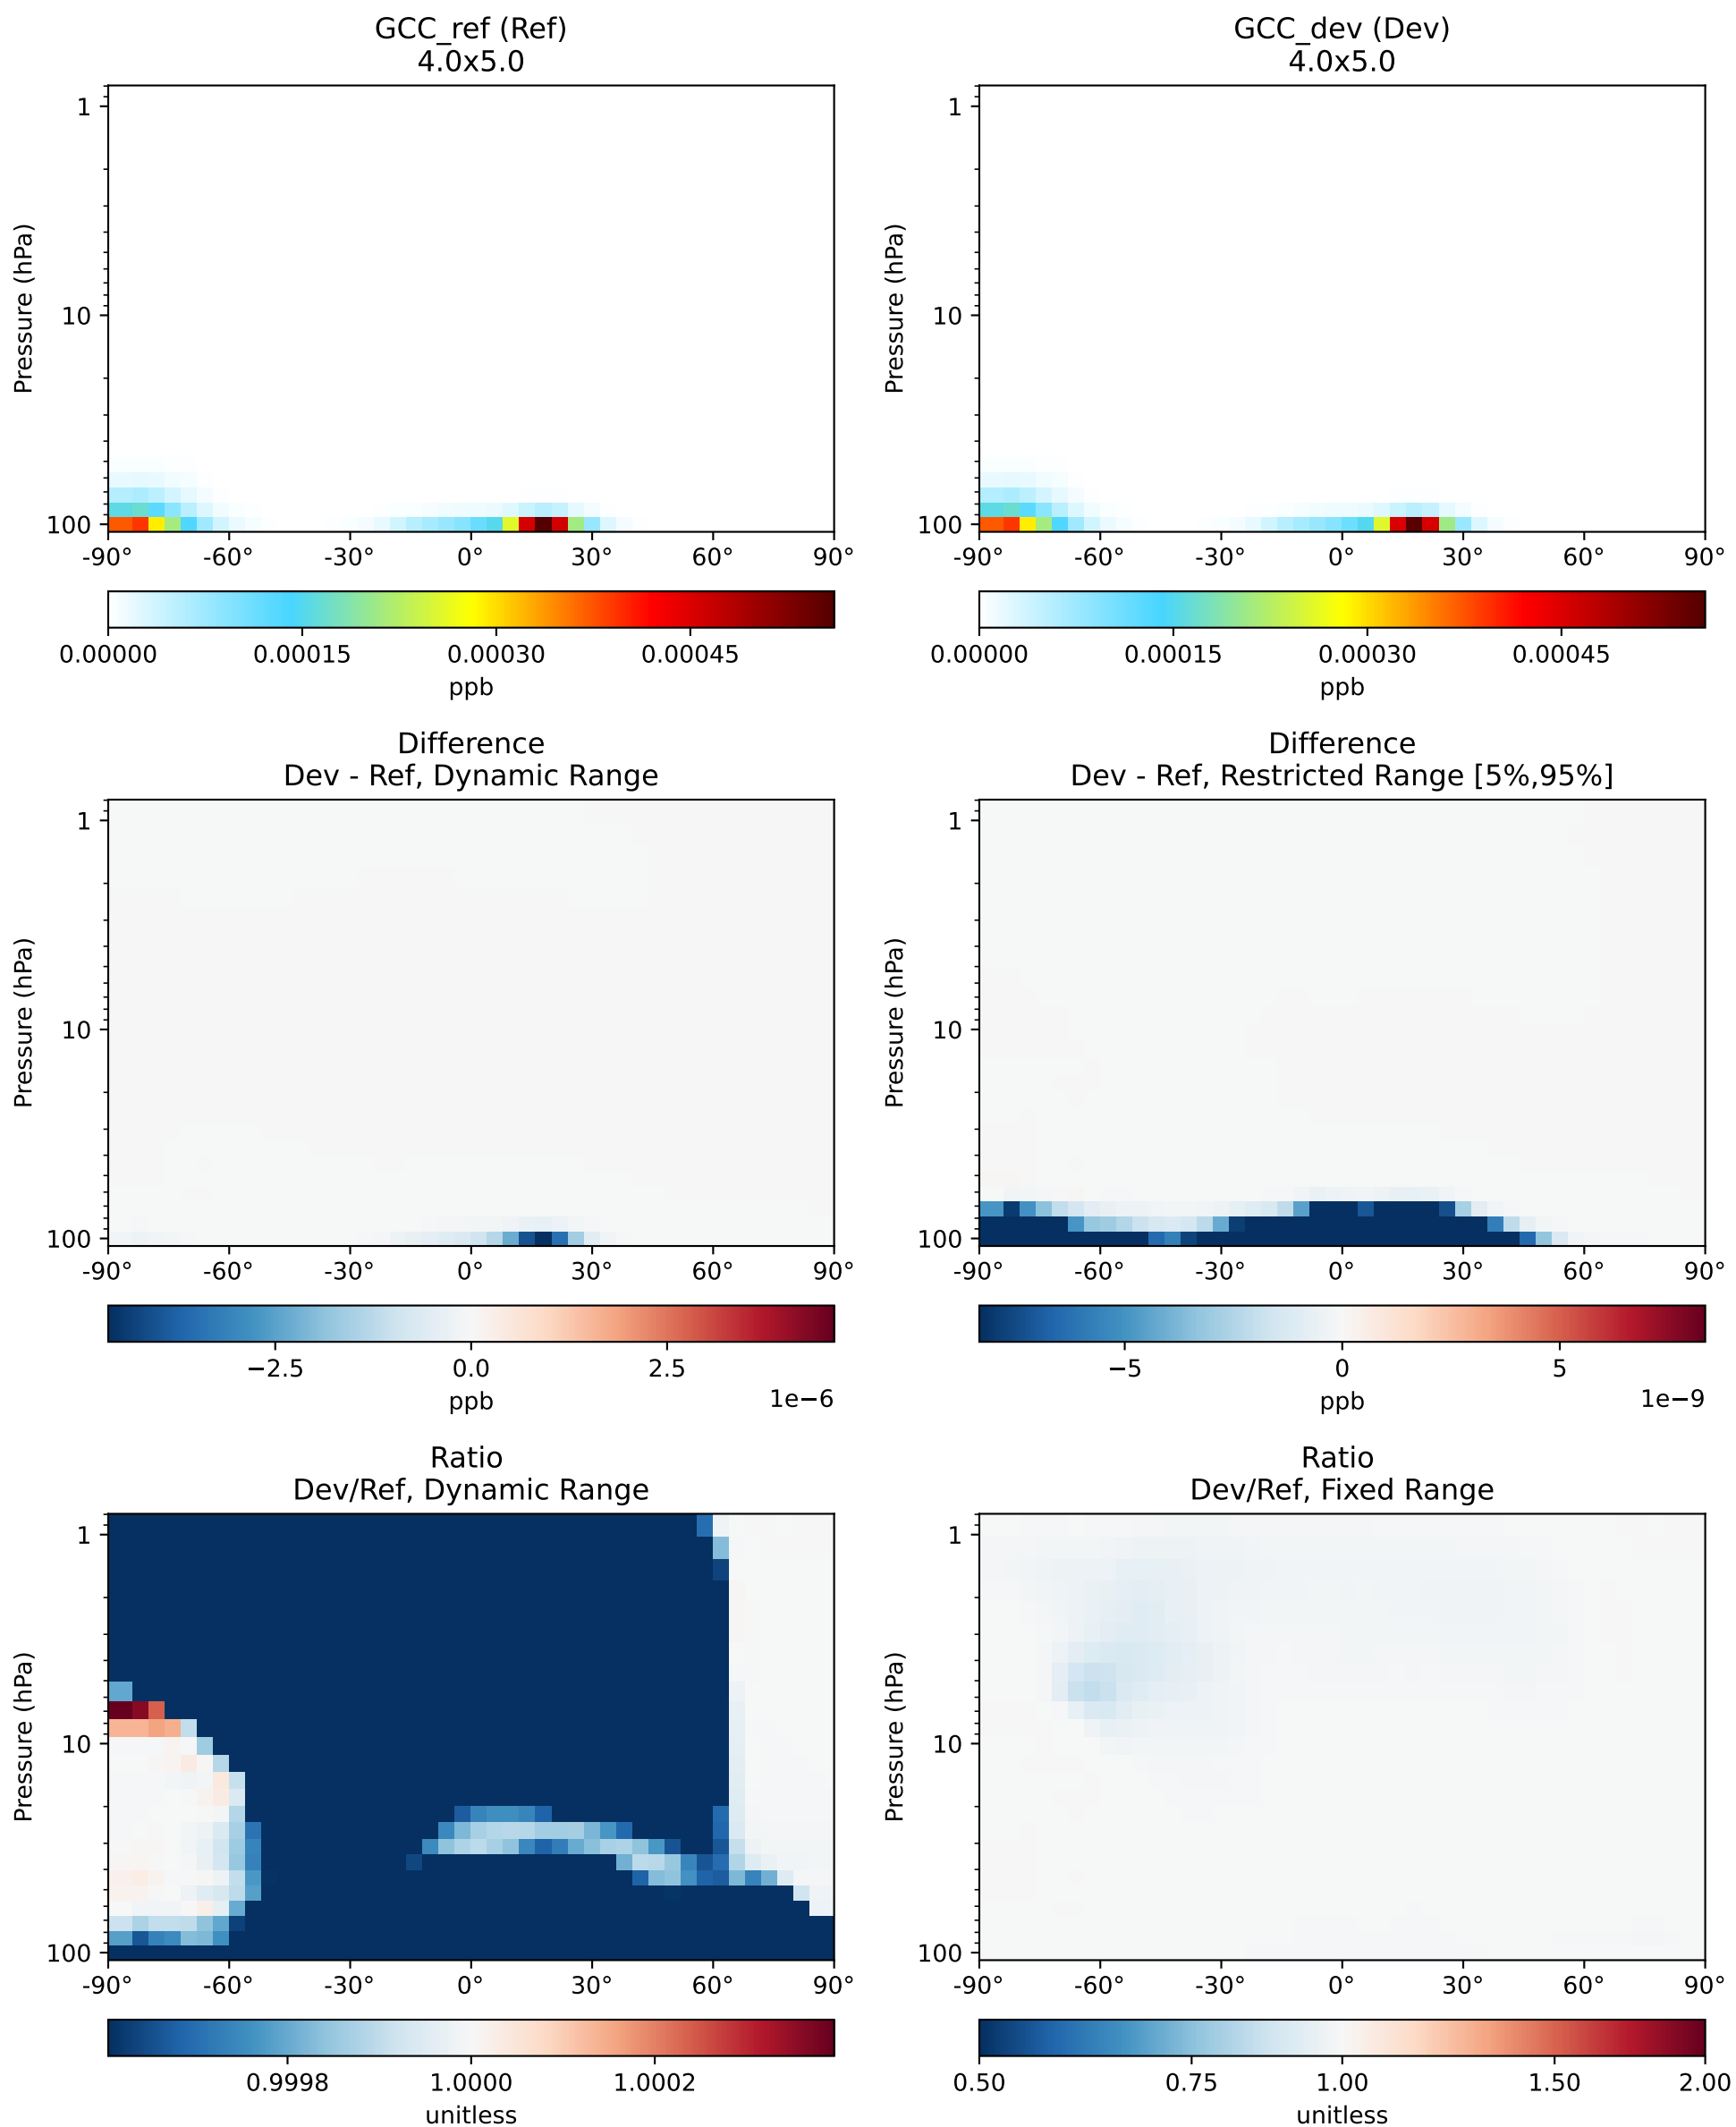 GCC_ref (Ref)
4.0x5.0
1
10
100
Pressure (hPa)
-90° -60° -30° 0° 30° 60° 90°
0.00000 0.00015 0.00030 0.00045
ppb
GCC_dev (Dev)
4.0x5.0
1
10
100
Pressure (hPa)
-90° -60° -30° 0° 30° 60° 90°
0.00000 0.00015 0.00030 0.00045
ppb
Difference
Dev - Ref, Dynamic Range
1
10
100
Pressure (hPa)
-90° -60° -30° 0° 30° 60° 90°
−2.5 0.0 2.5
ppb
1e−6
Difference
Dev - Ref, Restricted Range [5%,95%]
1
10
100
Pressure (hPa)
-90° -60° -30° 0° 30° 60° 90°
−5 0 5
ppb
1e−9
Ratio
Dev/Ref, Dynamic Range
1
10
100
Pressure (hPa)
-90° -60° -30° 0° 30° 60° 90°
0.9998 1.0000 1.0002
unitless
Ratio
Dev/Ref, Fixed Range
1
10
100
Pressure (hPa)
-90° -60° -30° 0° 30° 60° 90°
0.50 0.75 1.00 1.50 2.00
unitless